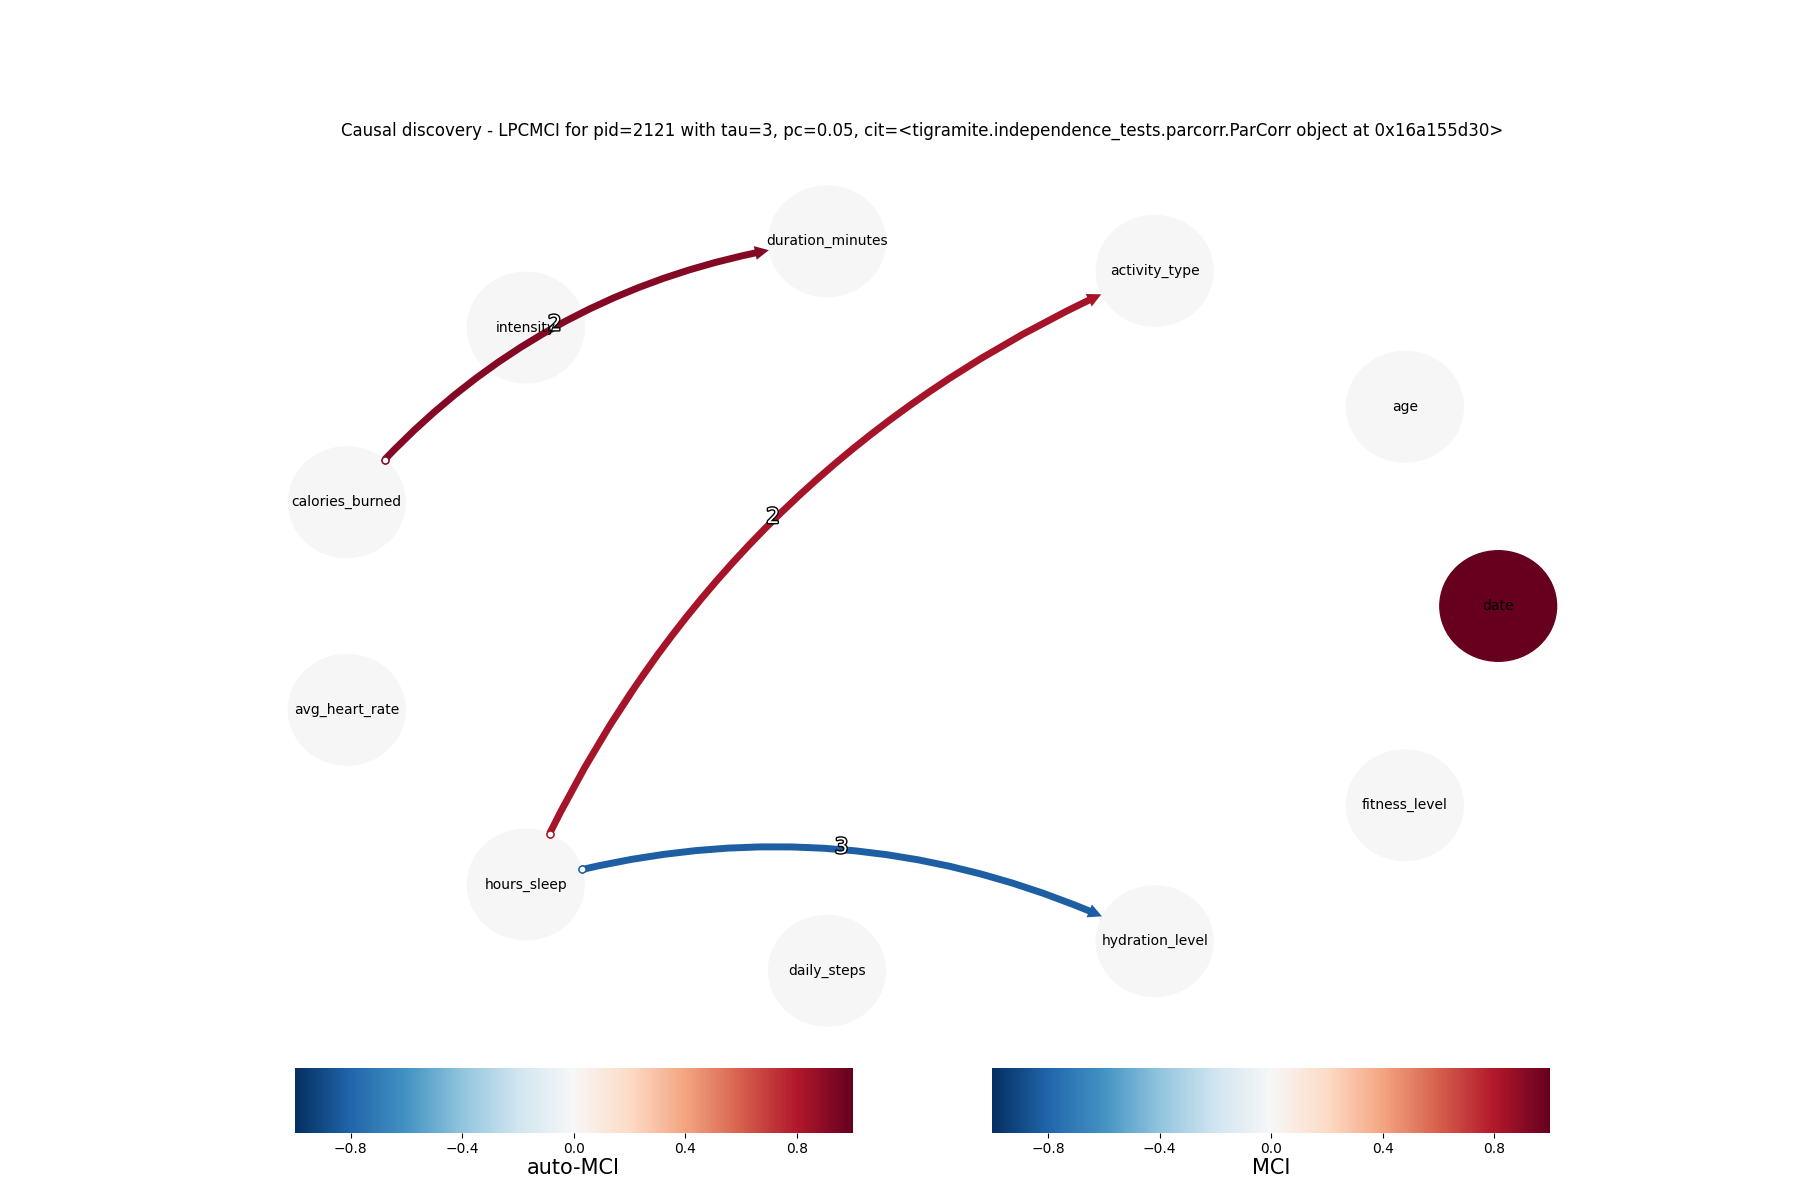 Causal discovery - LPCMCI for pid=2121 with tau=3, pc=0.05, cit=<tigramite.independence_tests.parcorr.ParCorr object at 0x16a155d30>
duration_minutes
activity_type
intensity
2
age
calories_burned
2
date
avg_heart_rate
fitness_level
3
hours_sleep
hydration_level
daily_steps
−0.8 −0.4 0.0 0.4 0.8
auto-MCI
−0.8 −0.4 0.0 0.4 0.8
MCI